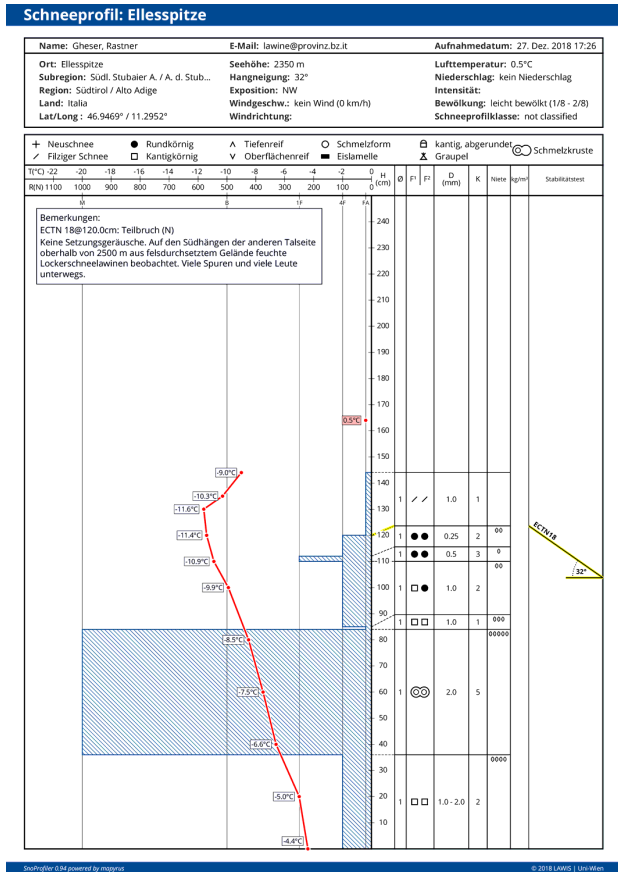 Schneeprofil: Ellesspitze
Name: Gheser, Rastner E-Mail: lawine@provinz.bz.it Aufnahmedatum: 27. Dez. 2018 17:26
Ort: Ellesspitze Seehöhe: 2350 m Lufttemperatur: 0.5°C
Subregion: Südl. Stubaier A. / A. d. Stub... Hangneigung: 32° Niederschlag: kein Niederschlag
Region: Südtirol / Alto Adige Exposition: NW Intensität:
Land: Italia Windgeschw.: kein Wind (0 km/h) Bewölkung: leicht bewölkt (1/8 - 2/8)
Lat/Long : 46.9469° / 11.2952° Windrichtung: Schneeprofilklasse: not classified
+ Neuschnee ● Rundkörnig ∧ Tiefenreif ○ Schmelzform kantig, abgerundet Schmelzkruste
/ Filziger Schnee □ Kantigkörnig ∨ Oberflächenreif Eislamelle Graupel
T(°C) -22 -20 -18 -16 -14 -12 -10 -8 -6 -4 -2 0 H (cm) Ø F¹ F² D (mm) K Niete kg/m³ Stabilitätstest
R(N) 1100 1000 900 800 700 600 500 400 300 200 100 0
M B 1F 4F FA
Bemerkungen:
ECTN 18@120.0cm: Teilbruch (N)
Keine Setzungsgeräusche. Auf den Südhängen der anderen Talseite
oberhalb von 2500 m aus felsdurchsetztem Gelände feuchte
Lockerschneelawinen beobachtet. Viele Spuren und viele Leute
unterwegs.
240
230
220
210
200
190
180
170
0.5°C
160
150
-9.0°C
140
-10.3°C 1 / / 1.0 1
-11.6°C 130
ECTN18
-11.4°C 120 1 ●● 0.25 2 00
1 ●● 0.5 3 0
-10.9°C 110
32°
-9.9°C 100 1 □● 1.0 2 00
90
1 □□ 1.0 1 000
-8.5°C 80 00000
70
-7.5°C 60 1 2.0 5
50
-6.6°C 40
30 0000
-5.0°C 20 1 □□ 1.0 - 2.0 2
10
-4.4°C
SnoProfiler 0.94 powered by mapyrus © 2018 LAWIS | Uni-Wien